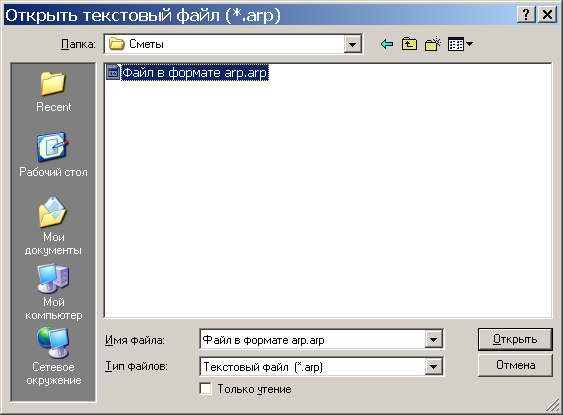 Открыть текстовый файл (*.arp)
Папка: Сметы
Файл в формате arp.arp
Recent
Рабочий стол
Мои
документы
Мой
компьютер
Сетевое
окружение
Имя файла: Файл в формате arp.arp Открыть
Тип файлов: Текстовый файл (*.arp) Отмена
Только чтение